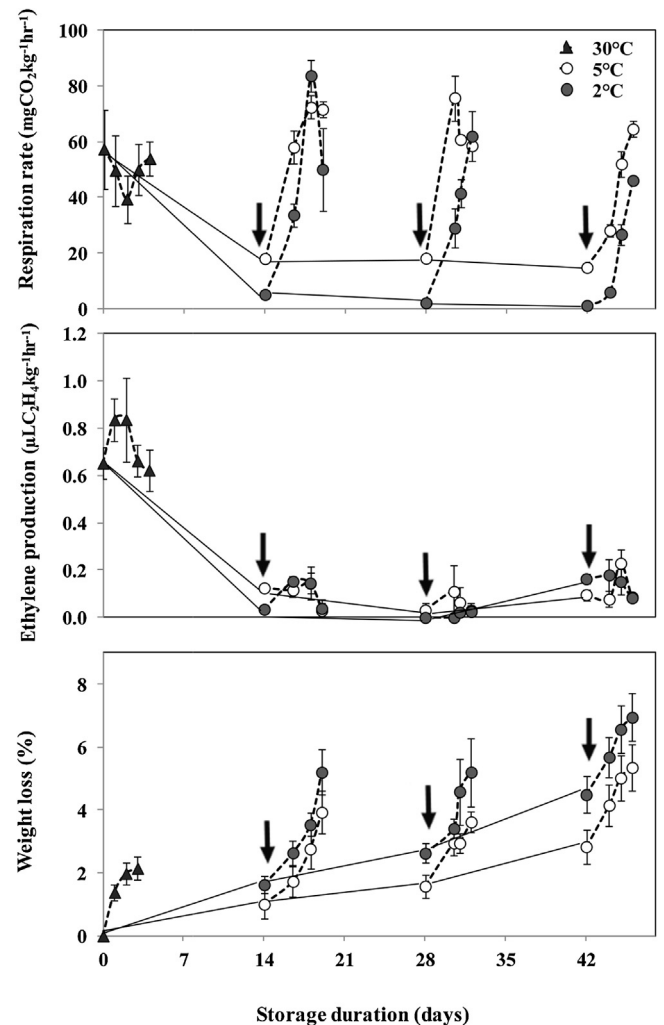 Respiration rate (mgCO₂kg⁻¹hr⁻¹)
100
80
60
40
20
0
30°C
5°C
2°C
Ethylene production (μLC₂H₄kg⁻¹hr⁻¹)
1.2
1.0
0.8
0.6
0.4
0.2
0.0
Weight loss (%)
8
6
4
2
0
0 7 14 21 28 35 42
Storage duration (days)